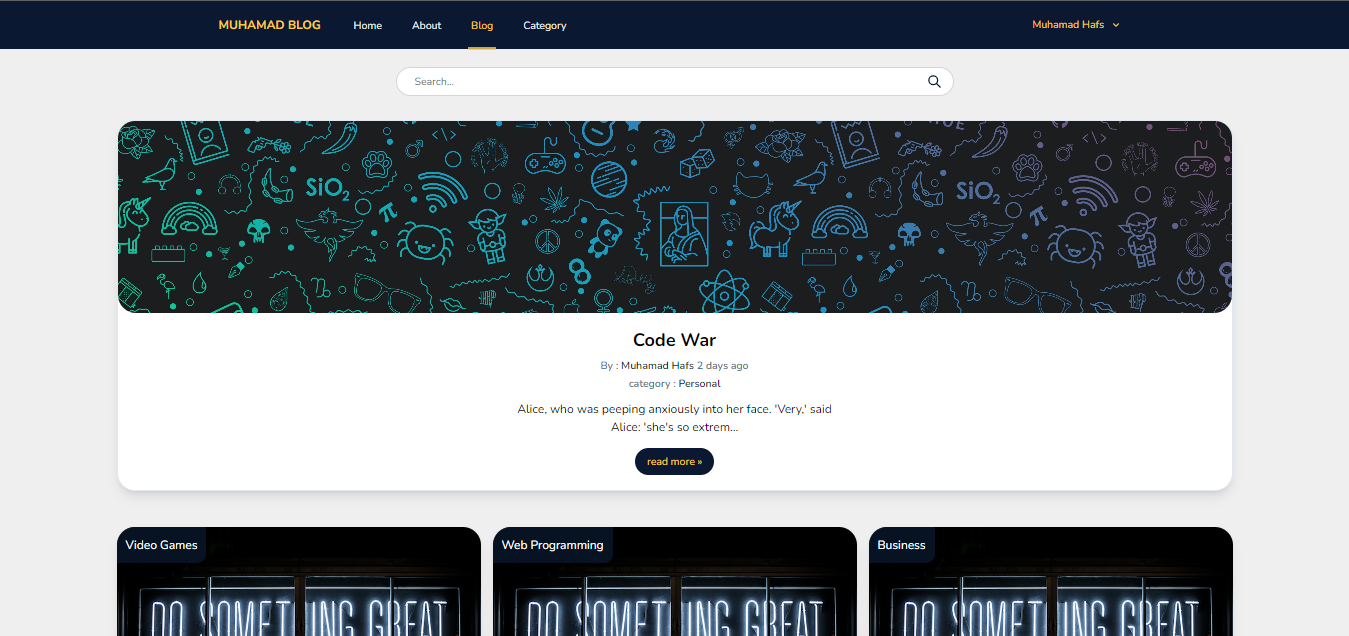 MUHAMAD BLOG Home About Blog Category Muhamad Hafs
Search...
SiO2 SiO2
Code War
By : Muhamad Hafs 2 days ago
category : Personal
Alice, who was peeping anxiously into her face. 'Very,' said
Alice: 'she's so extrem...
read more »
Video Games Web Programming Business
DO SOMETHING GREAT DO SOMETHING GREAT DO SOMETHING GREAT